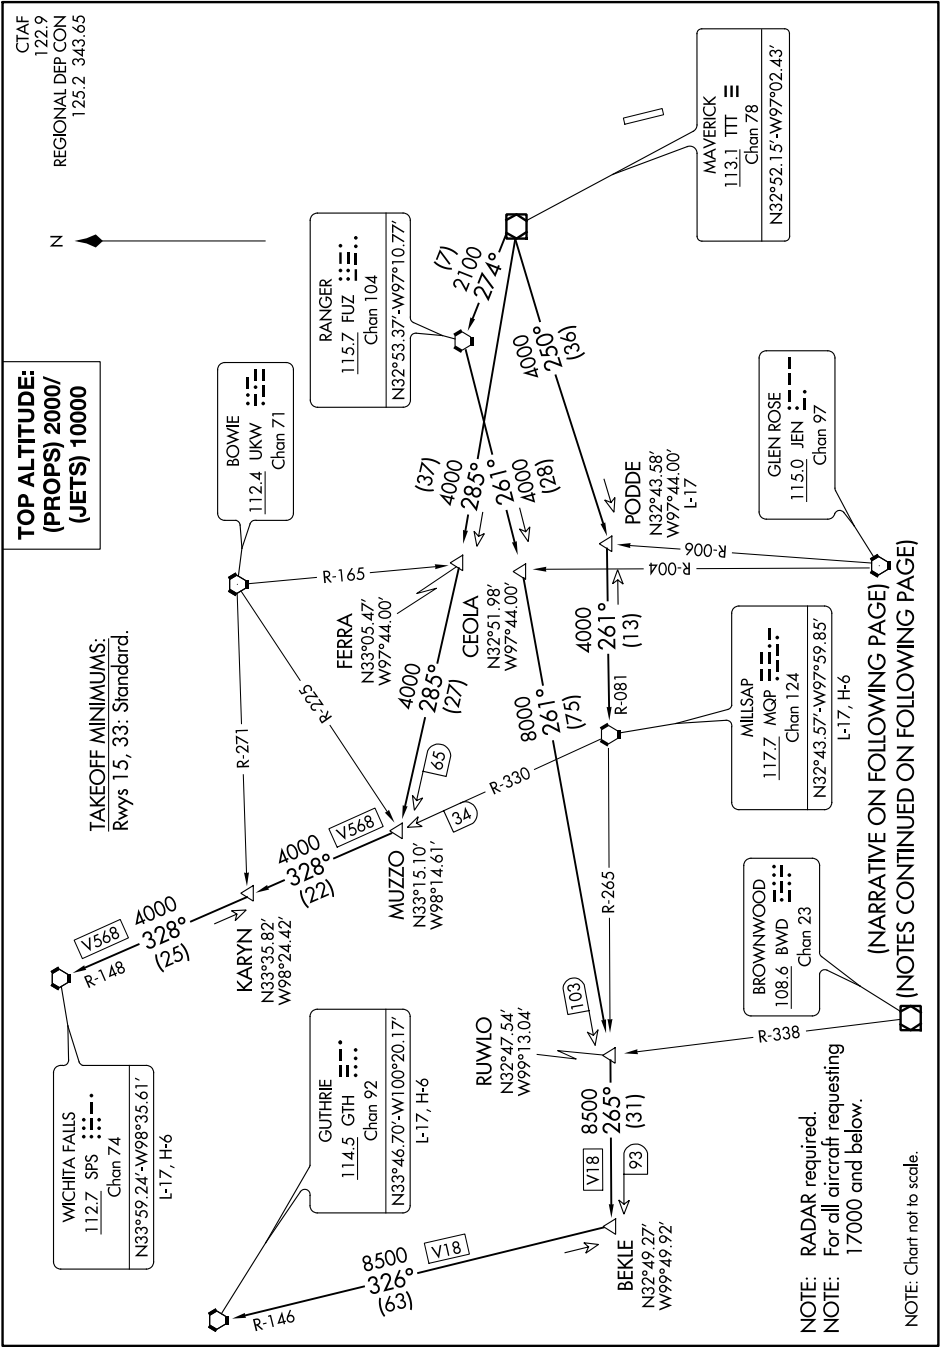 TOP ALTITUDE:
(PROPS) 2000/
(JETS) 10000
CTAF
122.9
REGIONAL DEP CON
125.2 343.65
N
TAKEOFF MINIMUMS:
Rwys 15, 33: Standard.
WICHITA FALLS
112.7 SPS
Chan 74
N33°59.24'-W98°35.61'
L-17, H-6
V568
4000
328°
(25)
R-148
KARYN
N33°35.82'
W98°24.42'
4000
328°
(22)
V568
R-271
R-225
R-165
BOWIE
112.4 UKW
Chan 71
RANGER
115.7 FUZ
Chan 104
N32°53.37'-W97°10.77'
(7)
2100
274°
GUTHRIE
114.5 GTH
Chan 92
N33°46.70'-W100°20.17'
L-17, H-6
R-146
8500
326°
(63)
V18
MUZZO
N33°15.10'
W98°14.61'
65
34
4000
285°
(27)
FERRA
N33°05.47'
W97°44.00'
(37)
4000
285°
261°
4000
(28)
CEOLA
N32°51.98'
W97°44.00'
4000
250°
(36)
MAVERICK
113.1 TTT
Chan 78
N32°52.15'-W97°02.43'
RUWLO
N32°47.54'
W99°13.04'
103
8000
261°
(75)
R-330
R-265
R-081
4000
261°
(13)
PODDE
N32°43.58'
W97°44.00'
L-17
BEKLE
N32°49.27'
W99°49.92'
V18
93
8500
265°
(31)
R-338
BROWNWOOD
108.6 BWD
Chan 23
MILLSAP
117.7 MQP
Chan 124
N32°43.57'-W97°59.85'
L-17, H-6
R-004
R-006
GLEN ROSE
115.0 JEN
Chan 97
NOTE: RADAR required.
NOTE: For all aircraft requesting
17000 and below.
NOTE: Chart not to scale.
(NARRATIVE ON FOLLOWING PAGE)
(NOTES CONTINUED ON FOLLOWING PAGE)